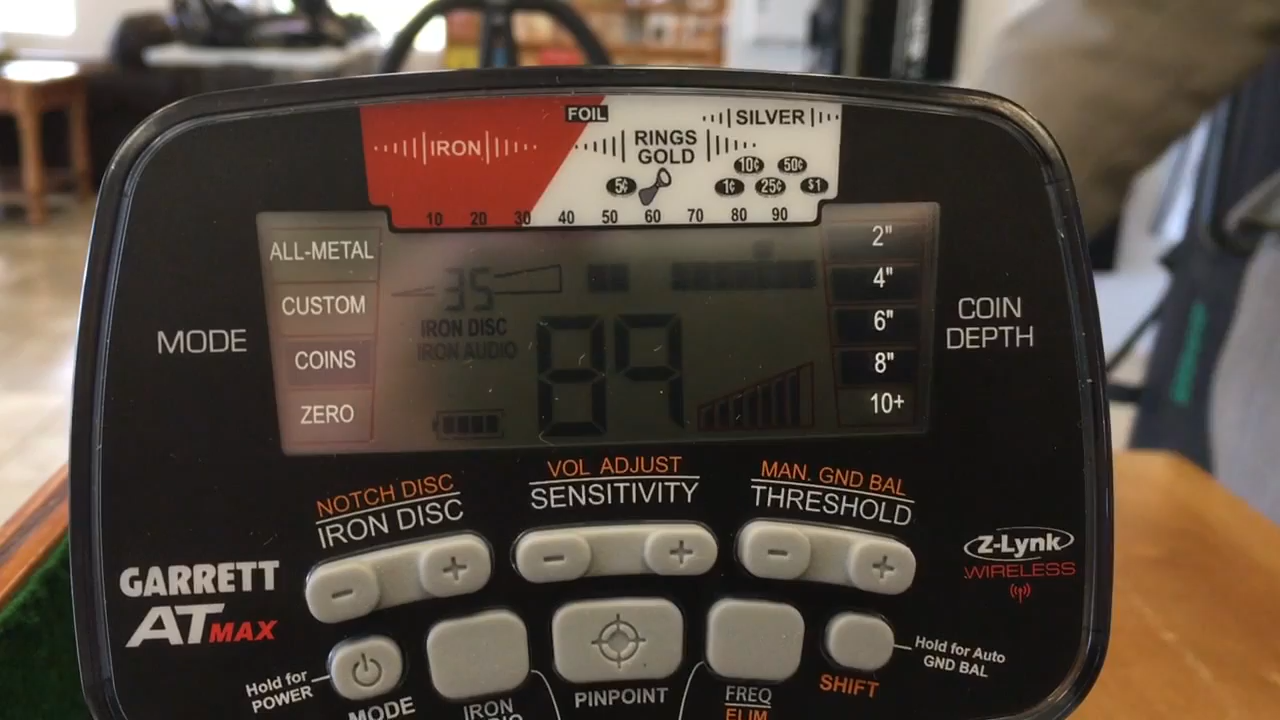 FOIL
IRON
RINGS
GOLD
SILVER
5¢
10¢
50¢
1¢
25¢
$1
10 20 30 40 50 60 70 80 90
MODE
ALL-METAL
CUSTOM
COINS
ZERO
35
IRON DISC
IRON AUDIO
89
2"
4"
6"
8"
10+
COIN
DEPTH
NOTCH DISC
IRON DISC
VOL ADJUST
SENSITIVITY
MAN. GND BAL
THRESHOLD
- +
- +
- +
GARRETT
AT MAX
Z-Lynk
WIRELESS
Hold for
POWER
MODE
IRON
PINPOINT
FREQ
ELIM
SHIFT
Hold for Auto
GND BAL